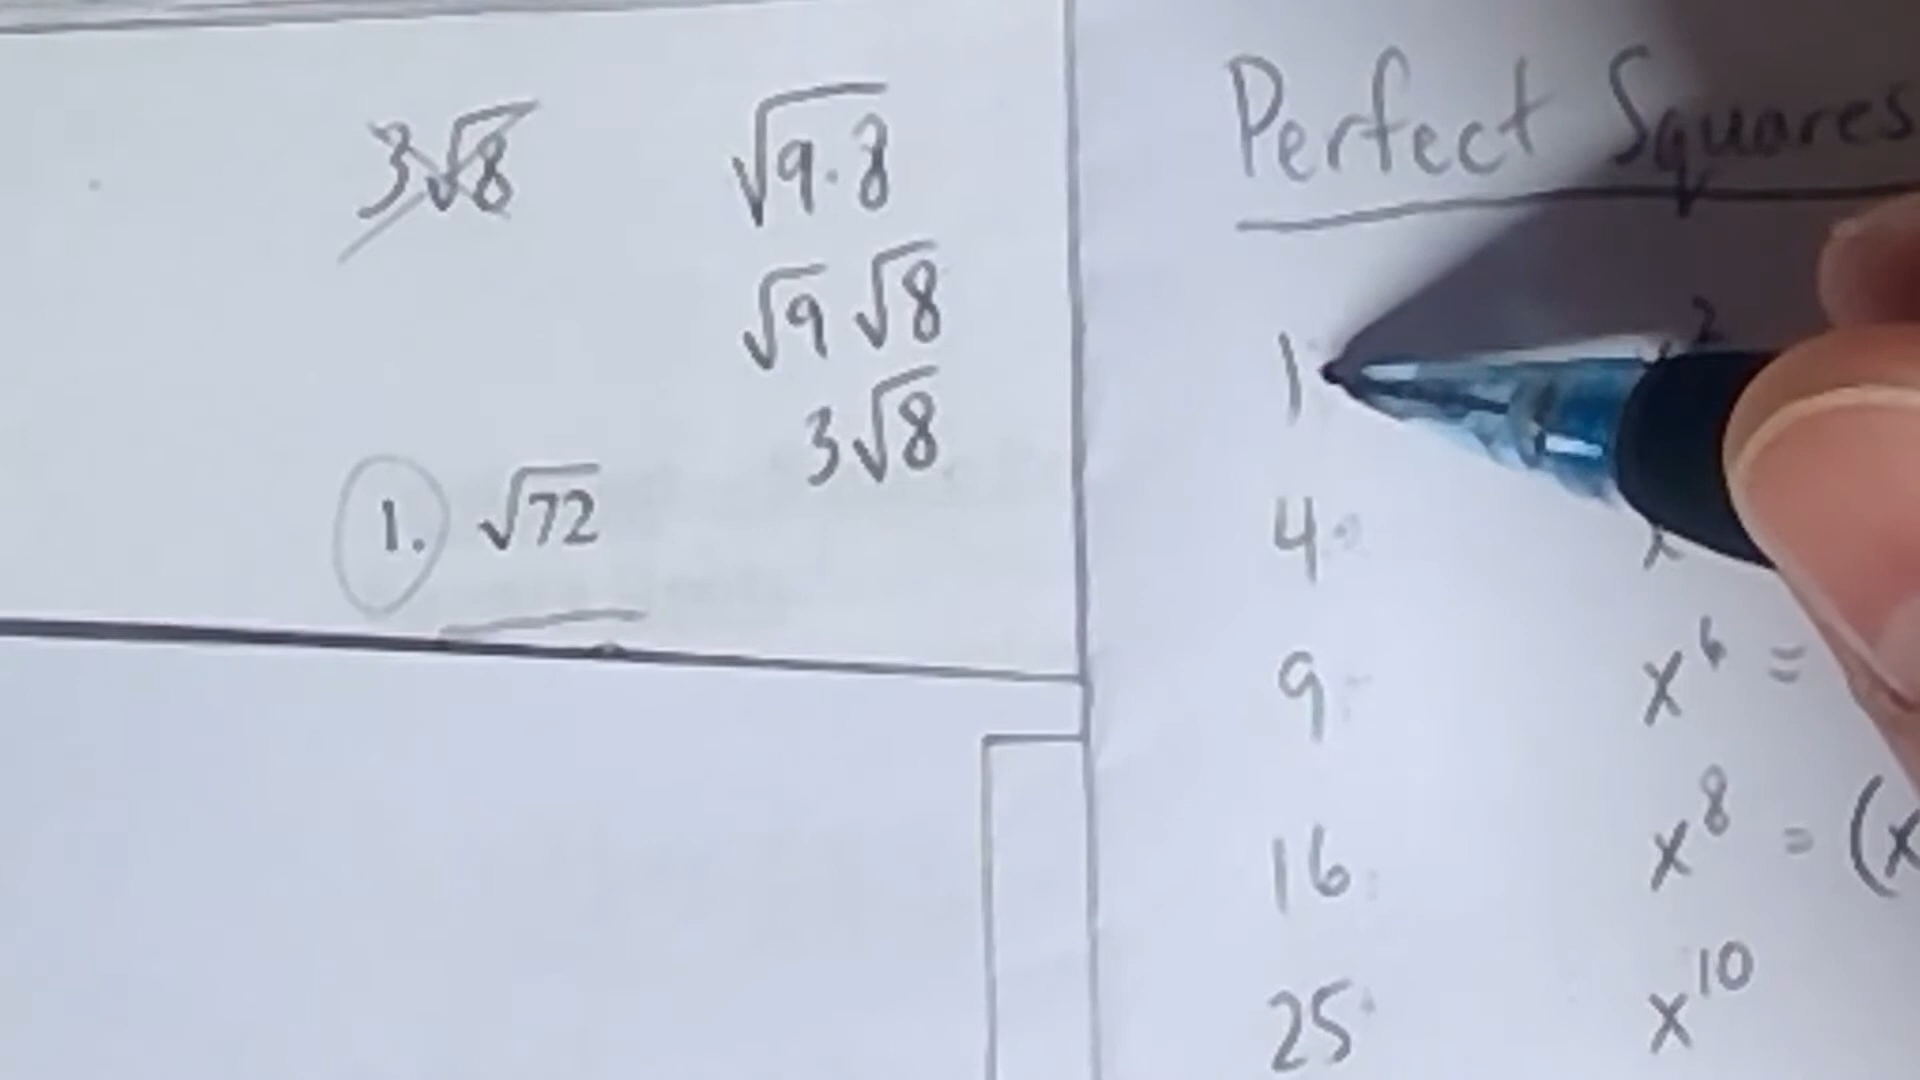 3√8
√9·8
√9 √8
3√8
1. √72
Perfect Squares
1
4
9
16
25
x²
x
x⁶ =
x⁸ = (x
x¹⁰